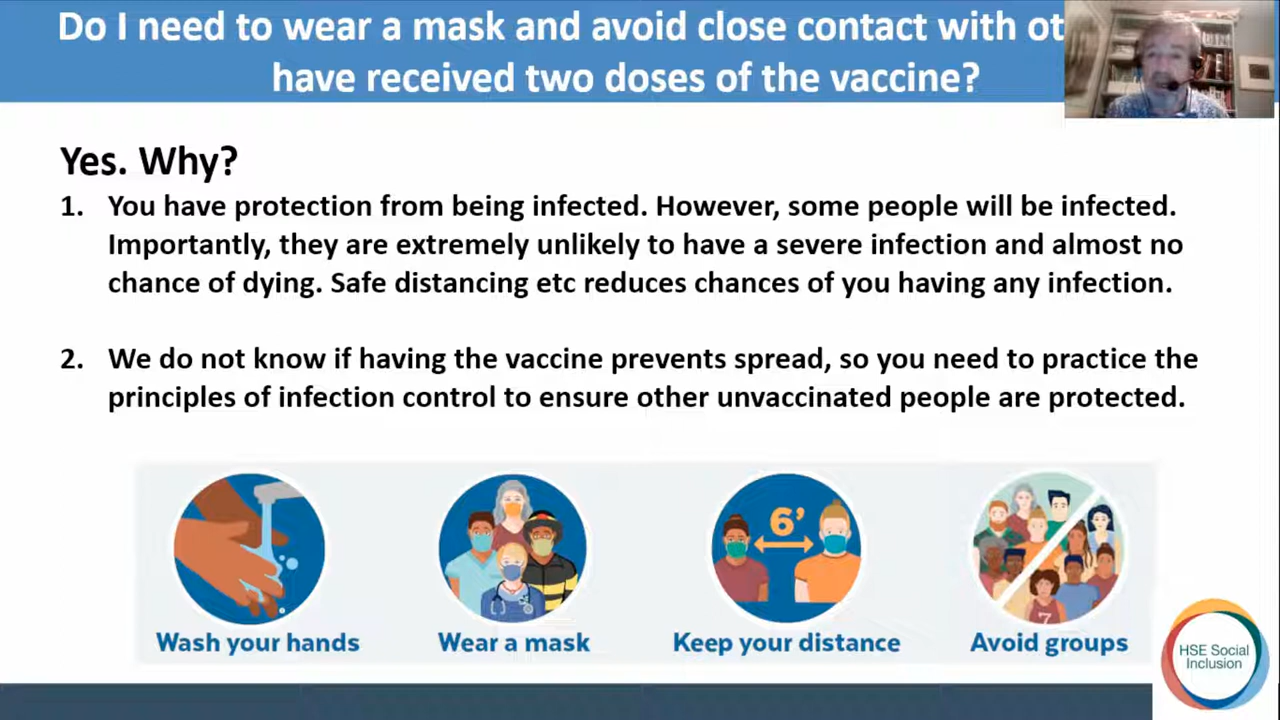 Do I need to wear a mask and avoid close contact with
have received two doses of the vaccine?
Yes. Why?
1. You have protection from being infected. However, some people will be infected.
Importantly, they are extremely unlikely to have a severe infection and almost no
chance of dying. Safe distancing etc reduces chances of you having any infection.
2. We do not know if having the vaccine prevents spread, so you need to practice the
principles of infection control to ensure other unvaccinated people are protected.
6’
7
Wash your hands
Wear a mask
Keep your distance
Avoid groups
HSE Social
Inclusion